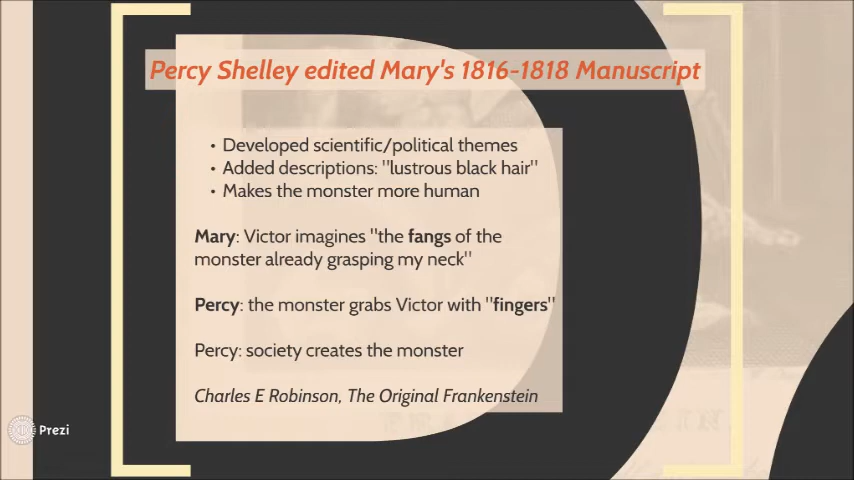 Percy Shelley edited Mary's 1816-1818 Manuscript
• Developed scientific/political themes
• Added descriptions: "lustrous black hair"
• Makes the monster more human
Mary: Victor imagines "the fangs of the
monster already grasping my neck"
Percy: the monster grabs Victor with "fingers"
Percy: society creates the monster
Charles E Robinson, The Original Frankenstein
Prezi